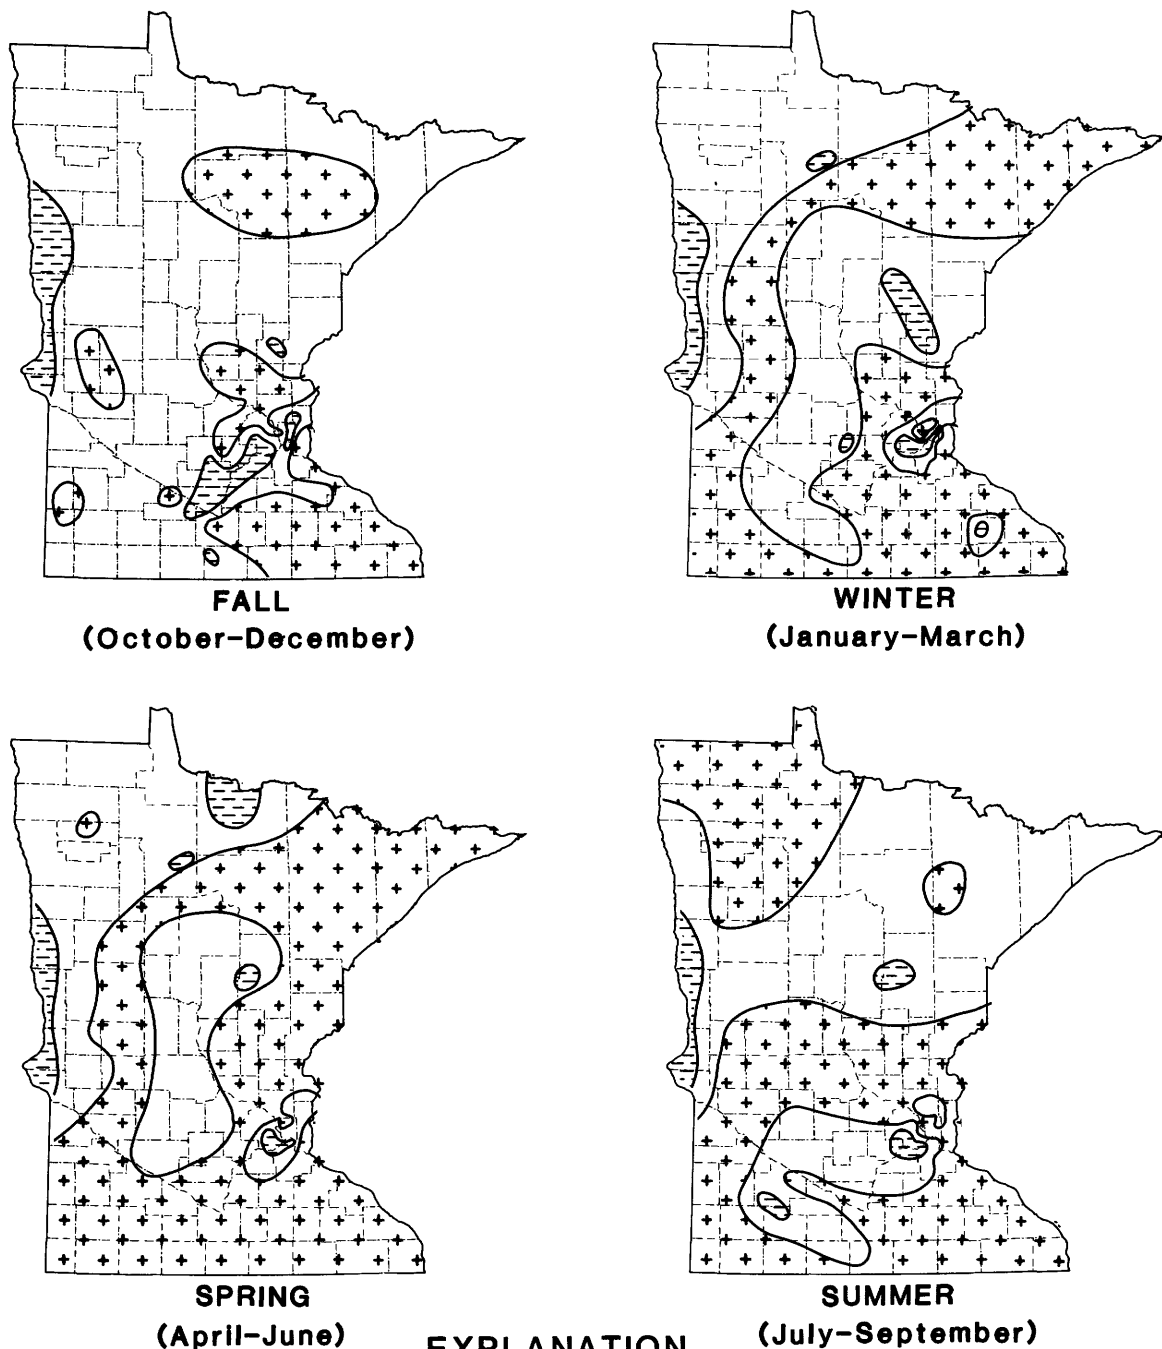 FALL
(October-December)
WINTER
(January-March)
SPRING
(April-June)
SUMMER
(July-September)
EXPLANATION